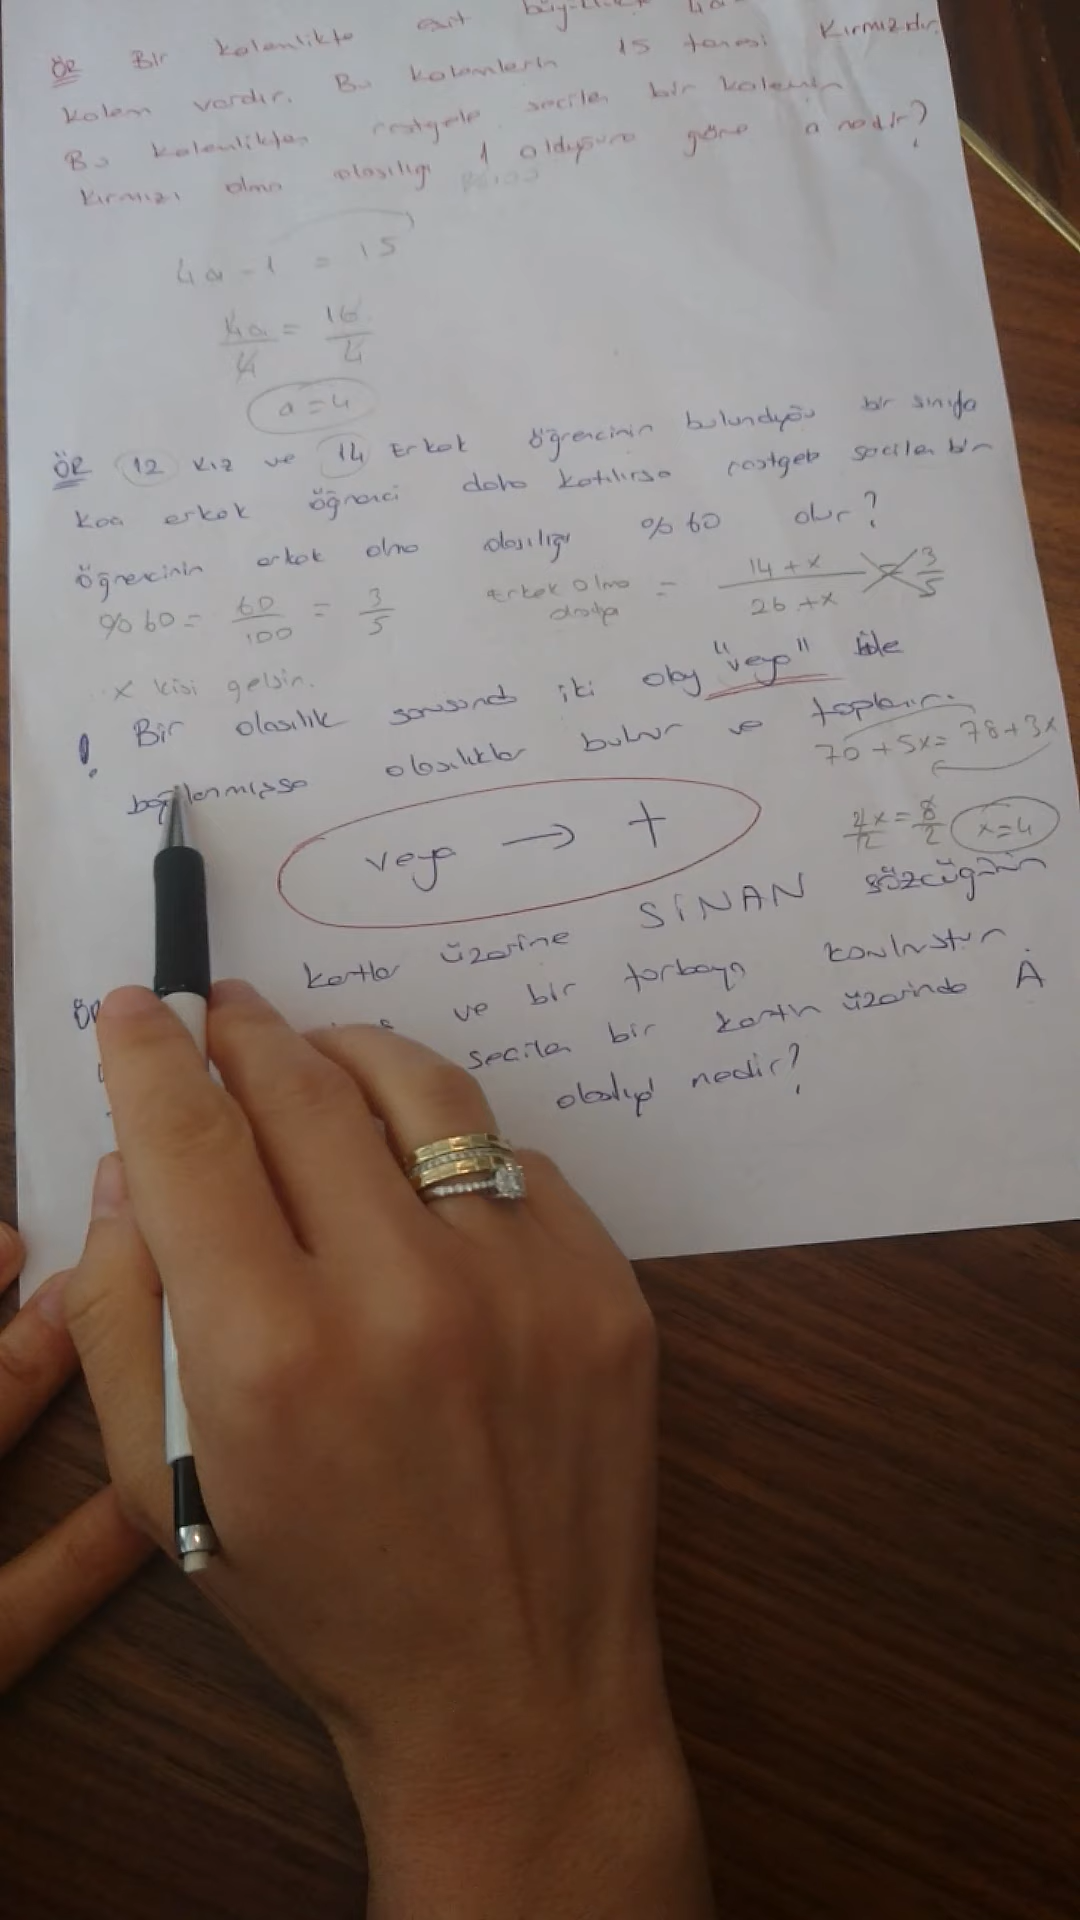 ÖR Bir kalemlikte eşit büyüklükte 4a-
kalem vardır. Bu kalemlerin 15 tanesi kırmızıdır.
Bu kalemlikten rastgele seçilen bir kalemin
kırmızı olma olasılığı 1 olduğuna göre a nedir?
4a-1 = 15
4a/4 = 16/4
a=4
ÖR 12 kız ve 14 Erkek öğrencinin bulunduğu bir sınıfa
kaç erkek öğrenci daha katılırsa rastgele seçilen bir
öğrencinin erkek olma olasılığı %60 olur?
%60 = 60/100 = 3/5
Erkek olma = 14+x/26+x = 3/5
x kişi gelsin.
! Bir olasılık sorusunda iki olay "veya" ile
bağlanmışsa olasılıklar bulunur ve toplanır.
70+5x= 78+3x
2x/2=8/2 x=4
veya → +
ÖR kartlar üzerine SİNAN sözcüğünün
ve bir torbaya konulmuştur.
seçilen bir kartın üzerinde A
olasılığı nedir?